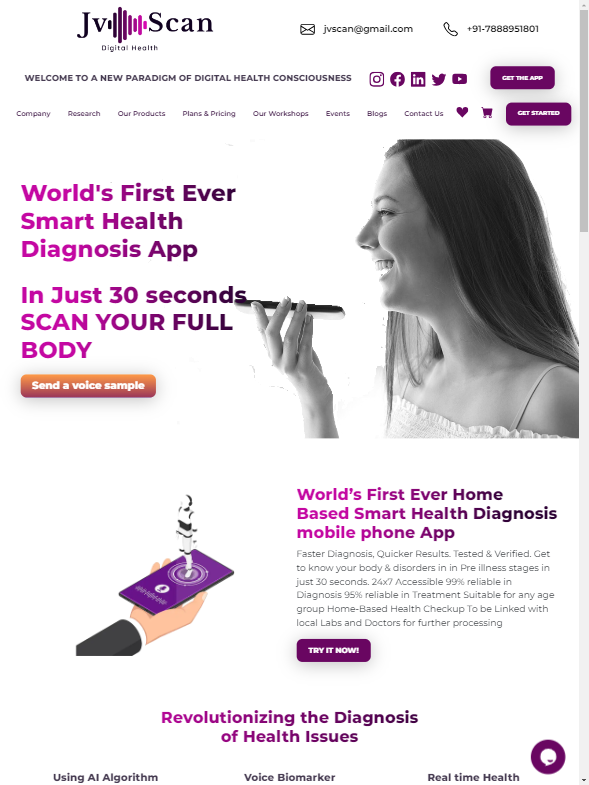 Jv Scan
Digital Health
jvscan@gmail.com
+91-7888951801
WELCOME TO A NEW PARADIGM OF DIGITAL HEALTH CONSCIOUSNESS
GET THE APP
Company Research Our Products Plans & Pricing Our Workshops Events Blogs Contact Us
GET STARTED
World's First Ever
Smart Health
Diagnosis App
In Just 30 seconds
SCAN YOUR FULL
BODY
Send a voice sample
World’s First Ever Home
Based Smart Health Diagnosis
mobile phone App
Faster Diagnosis, Quicker Results. Tested & Verified. Get
to know your body & disorders in in Pre illness stages in
just 30 seconds. 24x7 Accessible 99% reliable in
Diagnosis 95% reliable in Treatment Suitable for any age
group Home-Based Health Checkup To be Linked with
local Labs and Doctors for further processing
TRY IT NOW!
Revolutionizing the Diagnosis
of Health Issues
Using AI Algorithm
Voice Biomarker
Real time Health